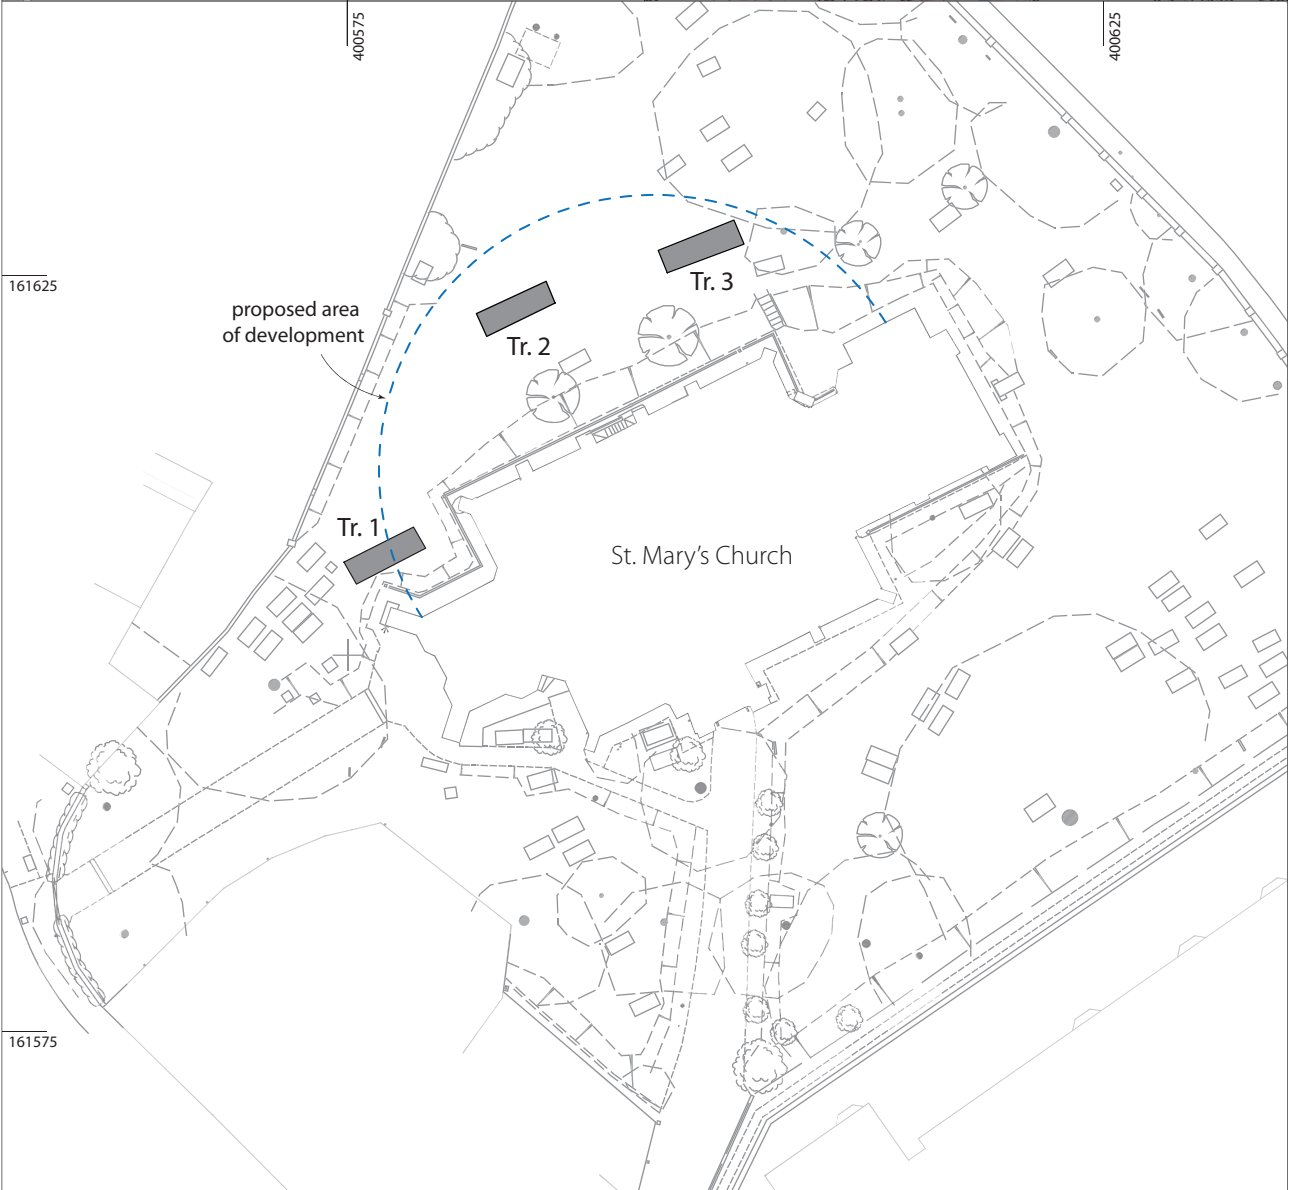 400575
400625
161625
proposed area
of development
Tr. 3
Tr. 2
Tr. 1
St. Mary's Church
161575